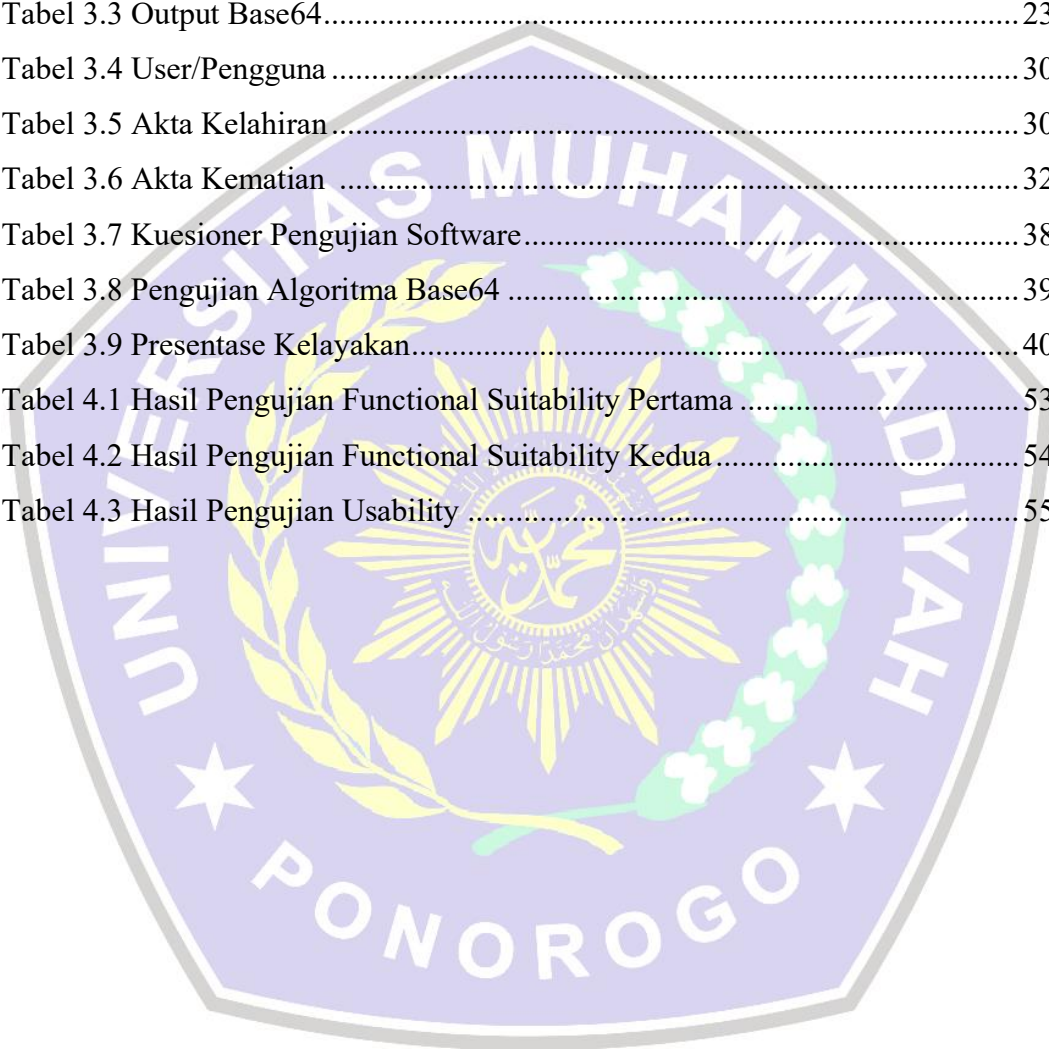 Tabel 3.3 Output Base64...........................................................................................23
Tabel 3.4 User/Pengguna..........................................................................................30
Tabel 3.5 Akta Kelahiran..........................................................................................30
Tabel 3.6 Akta Kematian ..........................................................................................32
Tabel 3.7 Kuesioner Pengujian Software..................................................................38
Tabel 3.8 Pengujian Algoritma Base64....................................................................39
Tabel 3.9 Presentase Kelayakan................................................................................40
Tabel 4.1 Hasil Pengujian Functional Suitability Pertama.....................................53
Tabel 4.2 Hasil Pengujian Functional Suitability Kedua........................................54
Tabel 4.3 Hasil Pengujian Usability.........................................................................55
UNIVERSITAS MUHAMMADIYAH
PONOROGO
محمدية